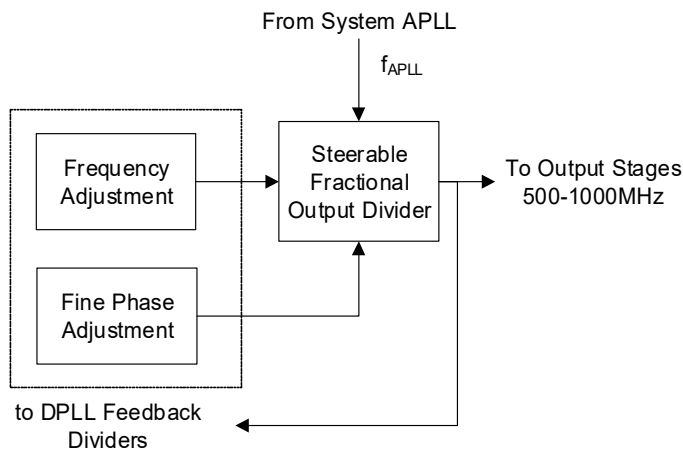 From System APLL
fAPLL
Frequency
Adjustment
Steerable
Fractional
Output Divider
To Output Stages
500-1000MHz
Fine Phase
Adjustment
to DPLL Feedback
Dividers